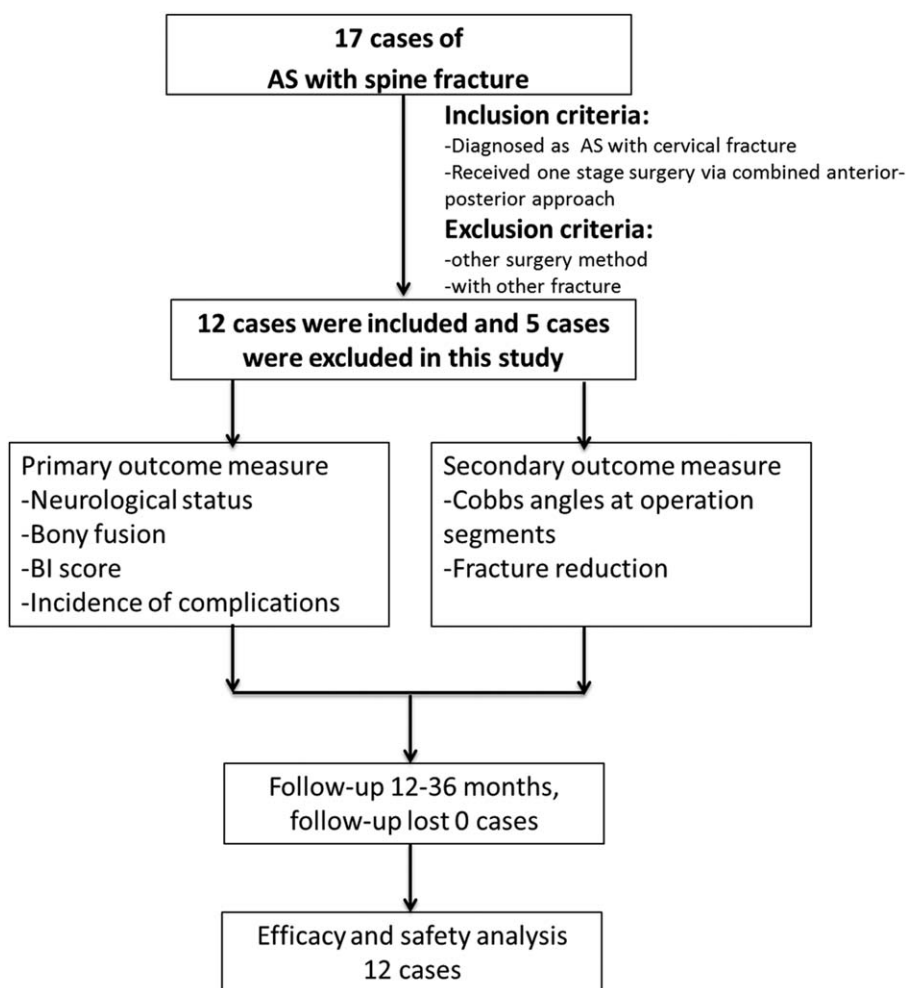 17 cases of
AS with spine fracture
Inclusion criteria:
-Diagnosed as AS with cervical fracture
-Received one stage surgery via combined anterior-
posterior approach
Exclusion criteria:
-other surgery method
-with other fracture
12 cases were included and 5 cases
were excluded in this study
Primary outcome measure
-Neurological status
-Bony fusion
-BI score
-Incidence of complications
Secondary outcome measure
-Cobbs angles at operation
segments
-Fracture reduction
Follow-up 12-36 months,
follow-up lost 0 cases
Efficacy and safety analysis
12 cases